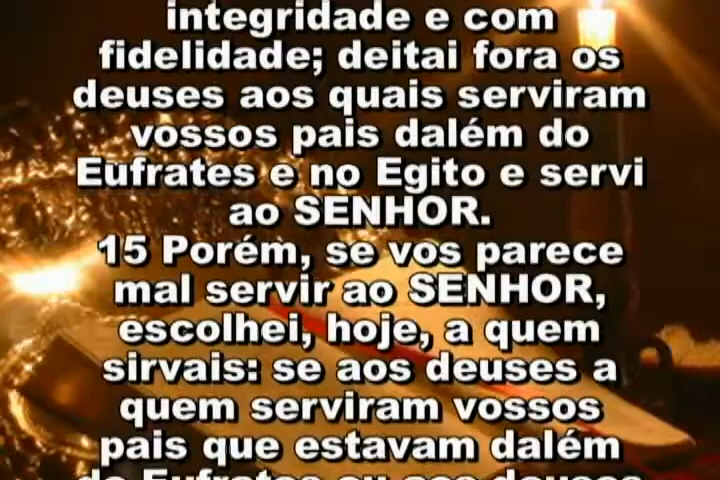 integridade e com
fidelidade; deitai fora os
deuses aos quais serviram
vossos pais dalém do
Eufrates e no Egito e servi
ao SENHOR.
15 Porém, se vos parece
mal servir ao SENHOR,
escolhei, hoje, a quem
sirvais: se aos deuses a
quem serviram vossos
pais que estavam dalém
do Eufrates ou aos deuses